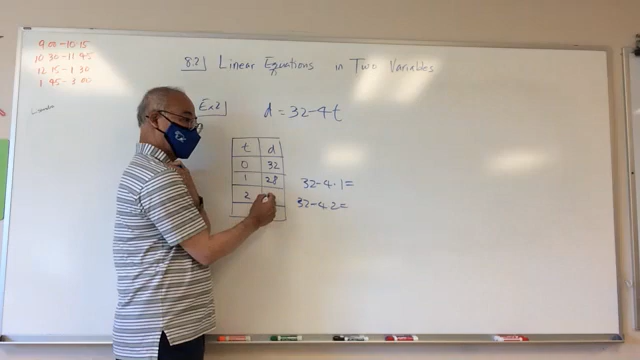 9 00 - 10 15
10 30 - 11 45
12 15 - 1 30
1 45 - 3 00
8.2 Linear Equations in Two Variables
Ex2 d = 32 - 4t
t d
0 32
1 28
2
32 - 4 · 1 =
32 - 4 2 =